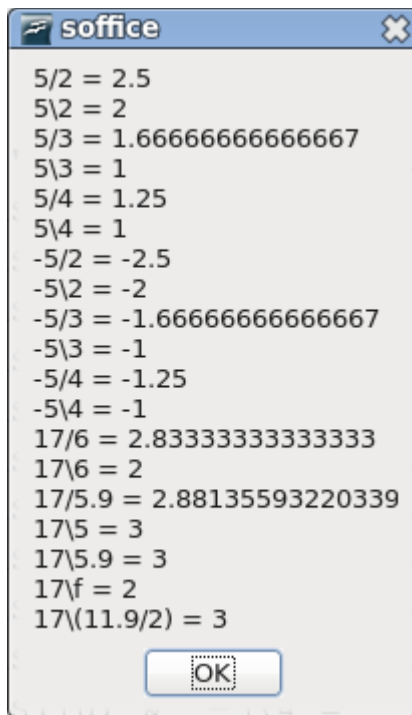 soffice
5/2 = 2.5
5\2 = 2
5/3 = 1.66666666666667
5\3 = 1
5/4 = 1.25
5\4 = 1
-5/2 = -2.5
-5\2 = -2
-5/3 = -1.66666666666667
-5\3 = -1
-5/4 = -1.25
-5\4 = -1
17/6 = 2.83333333333333
17\6 = 2
17/5.9 = 2.88135593220339
17\5 = 3
17\5.9 = 3
17\f = 2
17\(11.9/2) = 3
OK